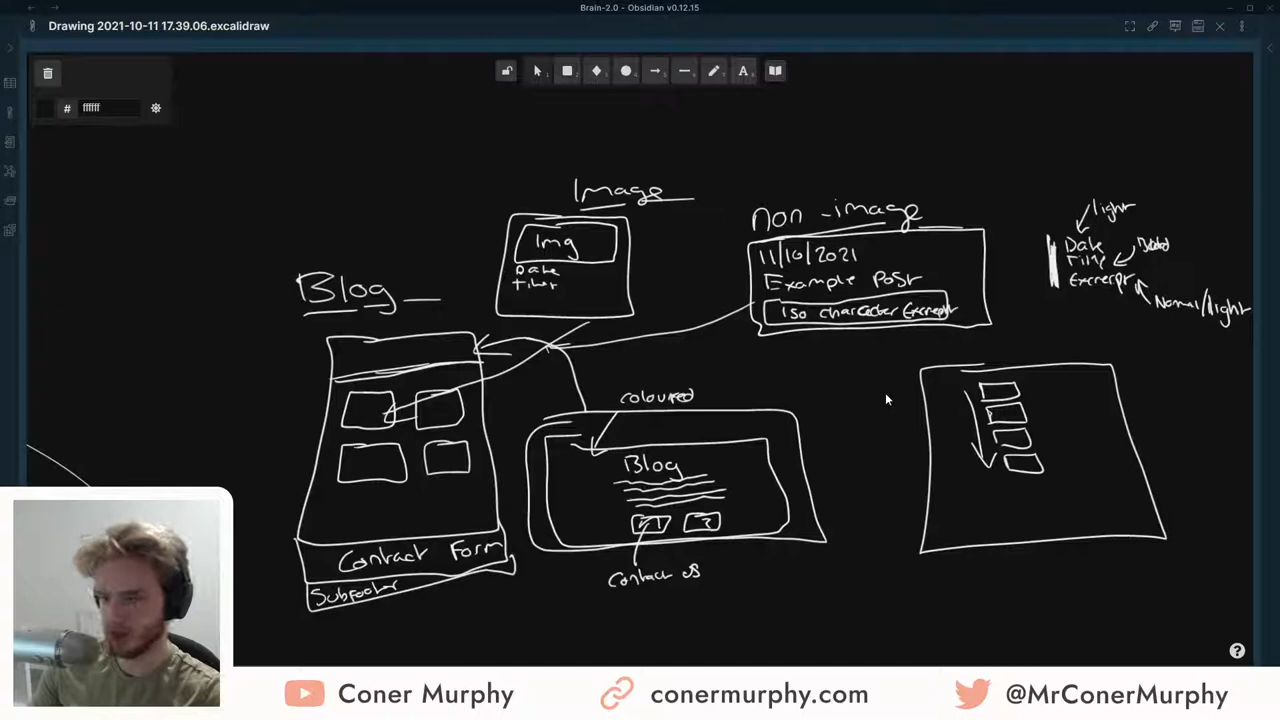 Brain-2.0 - Obsidian v0.12.15
Drawing 2021-10-11 17.39.06.excalidraw
# ffffff
A
Image
Img
Date
non-image
11/10/2021
Example Post
character Excerpt
light
Date
Title
Bold
Excerpt
Normal/light
Blog
coloured
Blog
Contact us
Contact Form
Subfooter
?
Coner Murphy
conermurphy.com
@MrConerMurphy